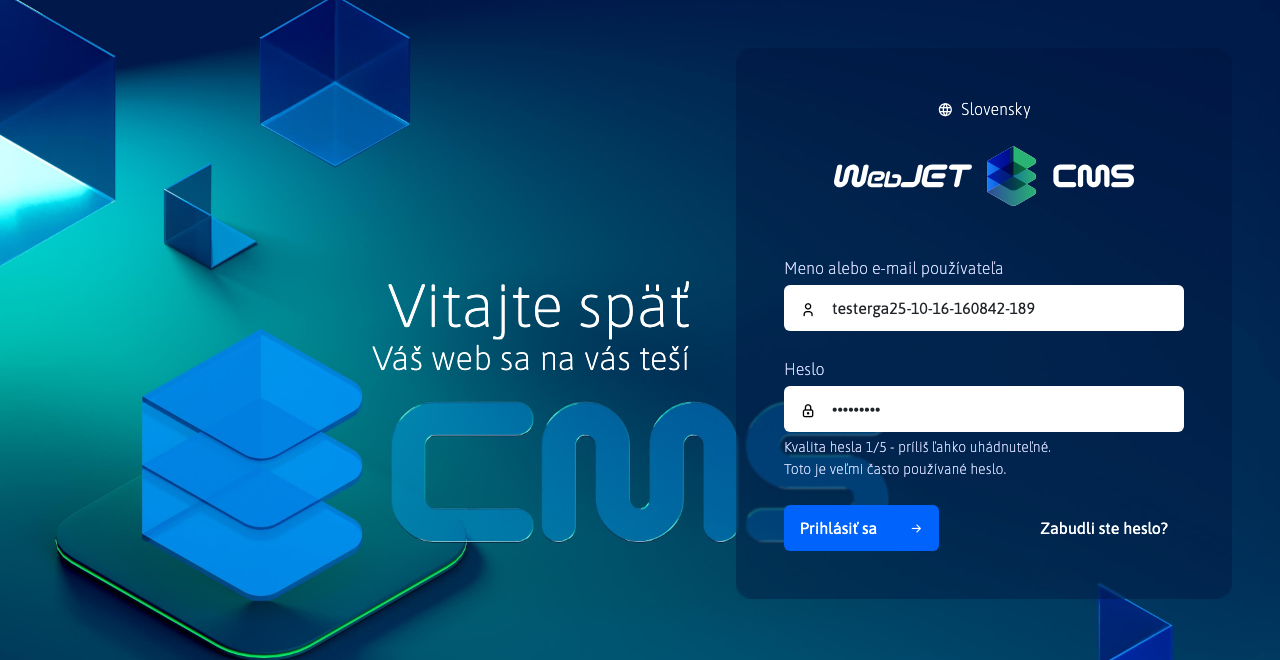 Slovensky
WebJET CMS
Vitajte späť
Váš web sa na vás teší
CMS
Meno alebo e-mail používateľa
testerga25-10-16-160842-189
Heslo
•••••••••
Kvalita hesla 1/5 - príliš ľahko uhádnuteľné.
Toto je veľmi často používané heslo.
Prihlásiť sa
Zabudli ste heslo?